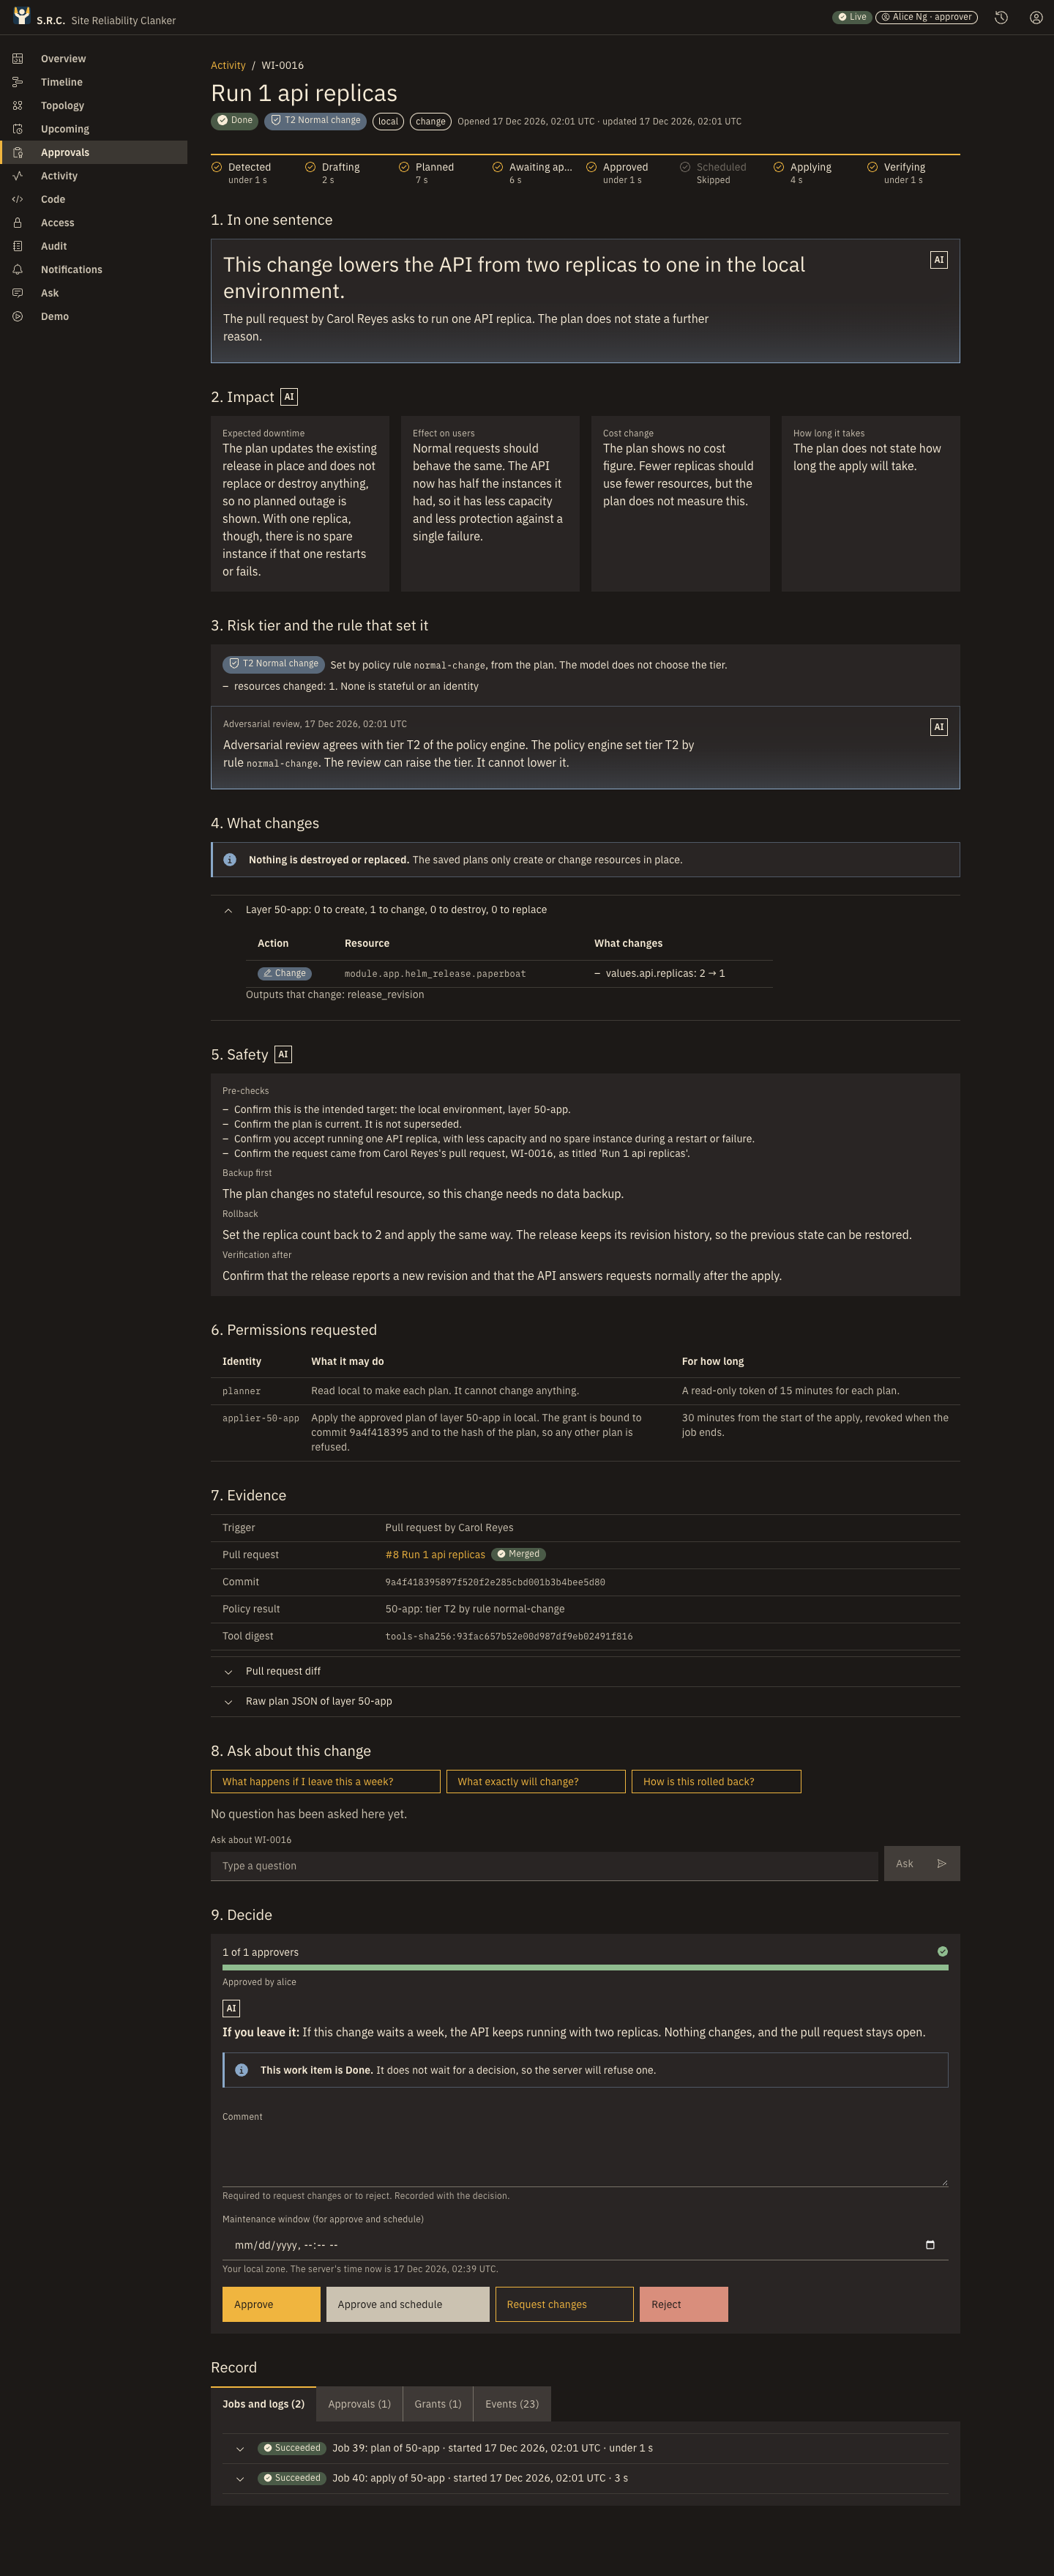 S.R.C. Site Reliability Clanker
Live
Alice Ng · approver
Overview
Timeline
Topology
Upcoming
Approvals
Activity
Code
Access
Audit
Notifications
Ask
Demo
Activity / WI-0016
Run 1 api replicas
Done T2 Normal change local change Opened 17 Dec 2026, 02:01 UTC · updated 17 Dec 2026, 02:01 UTC
Detected Drafting Planned Awaiting ap... Approved Scheduled Applying Verifying
under 1 s 2 s 7 s 6 s under 1 s Skipped 4 s under 1 s
1. In one sentence
This change lowers the API from two replicas to one in the local
environment.
AI
The pull request by Carol Reyes asks to run one API replica. The plan does not state a further
reason.
2. Impact AI
Expected downtime
The plan updates the existing
release in place and does not
replace or destroy anything,
so no planned outage is
shown. With one replica,
though, there is no spare
instance if that one restarts
or fails.
Effect on users
Normal requests should
behave the same. The API
now has half the instances it
had, so it has less capacity
and less protection against a
single failure.
Cost change
The plan shows no cost
figure. Fewer replicas should
use fewer resources, but the
plan does not measure this.
How long it takes
The plan does not state how
long the apply will take.
3. Risk tier and the rule that set it
T2 Normal change Set by policy rule normal-change, from the plan. The model does not choose the tier.
– resources changed: 1. None is stateful or an identity
Adversarial review, 17 Dec 2026, 02:01 UTC
AI
Adversarial review agrees with tier T2 of the policy engine. The policy engine set tier T2 by
rule normal-change. The review can raise the tier. It cannot lower it.
4. What changes
Nothing is destroyed or replaced. The saved plans only create or change resources in place.
Layer 50-app: 0 to create, 1 to change, 0 to destroy, 0 to replace
Action Resource What changes
Change module.app.helm_release.paperboat – values.api.replicas: 2 → 1
Outputs that change: release_revision
5. Safety AI
Pre-checks
– Confirm this is the intended target: the local environment, layer 50-app.
– Confirm the plan is current. It is not superseded.
– Confirm you accept running one API replica, with less capacity and no spare instance during a restart or failure.
– Confirm the request came from Carol Reyes's pull request, WI-0016, as titled 'Run 1 api replicas'.
Backup first
The plan changes no stateful resource, so this change needs no data backup.
Rollback
Set the replica count back to 2 and apply the same way. The release keeps its revision history, so the previous state can be restored.
Verification after
Confirm that the release reports a new revision and that the API answers requests normally after the apply.
6. Permissions requested
Identity What it may do For how long
planner Read local to make each plan. It cannot change anything. A read-only token of 15 minutes for each plan.
applier-50-app Apply the approved plan of layer 50-app in local. The grant is bound to 30 minutes from the start of the apply, revoked when the
commit 9a4f418395 and to the hash of the plan, so any other plan is job ends.
refused.
7. Evidence
Trigger Pull request by Carol Reyes
Pull request #8 Run 1 api replicas Merged
Commit 9a4f418395897f520f2e285cbd001b3b4bee5d80
Policy result 50-app: tier T2 by rule normal-change
Tool digest tools-sha256:93fac657b52e00d987df9eb02491f816
Pull request diff
Raw plan JSON of layer 50-app
8. Ask about this change
What happens if I leave this a week? What exactly will change? How is this rolled back?
No question has been asked here yet.
Ask about WI-0016
Type a question Ask
9. Decide
1 of 1 approvers
Approved by alice
AI
If you leave it: If this change waits a week, the API keeps running with two replicas. Nothing changes, and the pull request stays open.
This work item is Done. It does not wait for a decision, so the server will refuse one.
Comment
Required to request changes or to reject. Recorded with the decision.
Maintenance window (for approve and schedule)
mm/dd/yyyy, --:-- --
Your local zone. The server's time now is 17 Dec 2026, 02:39 UTC.
Approve Approve and schedule Request changes Reject
Record
Jobs and logs (2) Approvals (1) Grants (1) Events (23)
Succeeded Job 39: plan of 50-app · started 17 Dec 2026, 02:01 UTC · under 1 s
Succeeded Job 40: apply of 50-app · started 17 Dec 2026, 02:01 UTC · 3 s